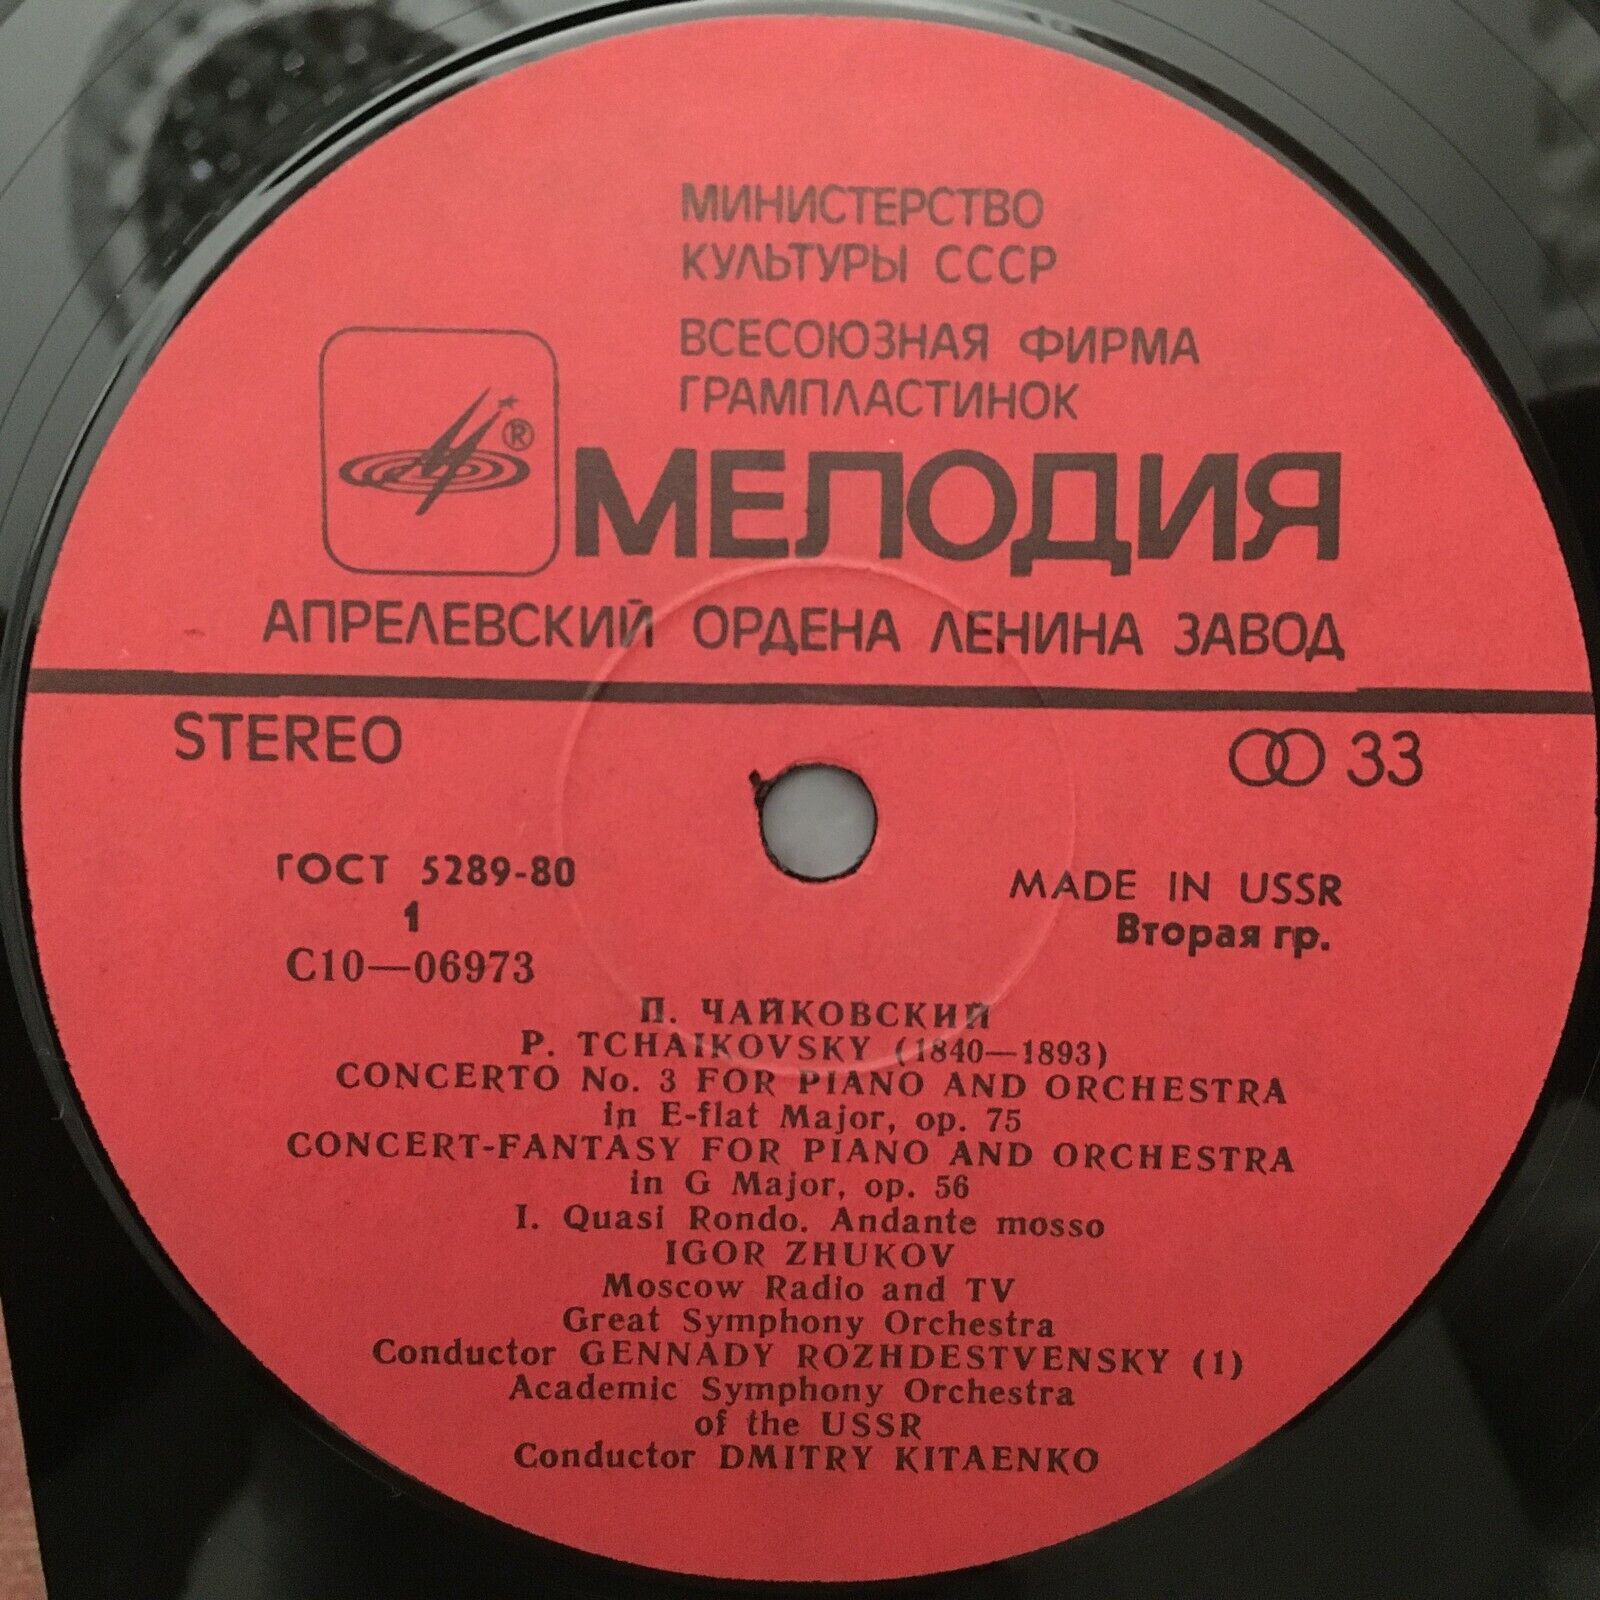 МИНИСТЕРСТВО
КУЛЬТУРЫ СССР
ВСЕСОЮЗНАЯ ФИРМА
ГРАМПЛАСТИНОК
®
МЕЛОДИЯ
АПРЕЛЕВСКИЙ ОРДЕНА ЛЕНИНА ЗАВОД
STEREO
33
ГОСТ 5289-80
MADE IN USSR
1
Вторая гр.
С10—06973
П. ЧАЙКОВСКИЙ
P. TCHAIKOVSKY (1840—1893)
CONCERTO No. 3 FOR PIANO AND ORCHESTRA
in E-flat Major, op. 75
CONCERT-FANTASY FOR PIANO AND ORCHESTRA
in G Major, op. 56
I. Quasi Rondo. Andante mosso
IGOR ZHUKOV
Moscow Radio and TV
Great Symphony Orchestra
Conductor GENNADY ROZHDESTVENSKY (1)
Academic Symphony Orchestra
of the USSR
Conductor DMITRY KITAENKO